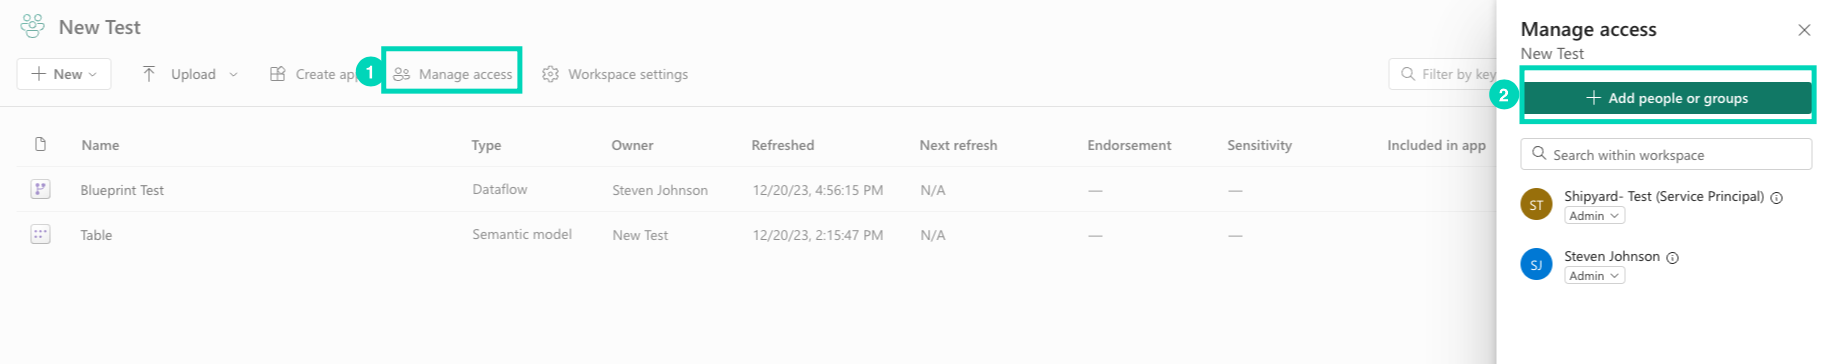 New Test
New
Upload
Create app
1
Manage access
Workspace settings
Filter by key
Name Type Owner Refreshed Next refresh Endorsement Sensitivity Included in app
Blueprint Test Dataflow Steven Johnson 12/20/23, 4:56:15 PM N/A — —
Table Semantic model New Test 12/20/23, 2:15:47 PM N/A — —
Manage access
New Test
2
Add people or groups
Search within workspace
ST
Shipyard- Test (Service Principal)
Admin
SJ
Steven Johnson
Admin